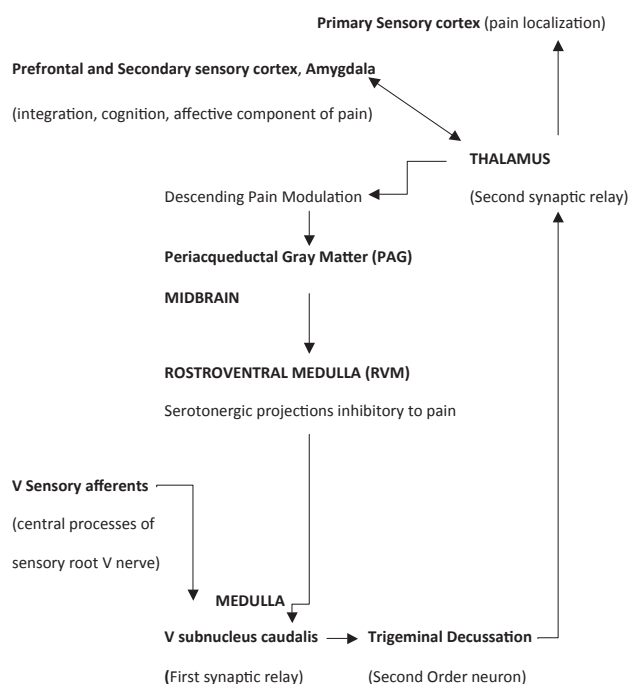 Primary Sensory cortex (pain localization)
Prefrontal and Secondary sensory cortex, Amygdala
(integration, cognition, affective component of pain)
THALAMUS
Descending Pain Modulation
(Second synaptic relay)
Periacqueductal Gray Matter (PAG)
MIDBRAIN
ROSTROVENTRAL MEDULLA (RVM)
Serotonergic projections inhibitory to pain
V Sensory afferents
(central processes of
sensory root V nerve)
MEDULLA
V subnucleus caudalis
Trigeminal Decussation
(First synaptic relay)
(Second Order neuron)